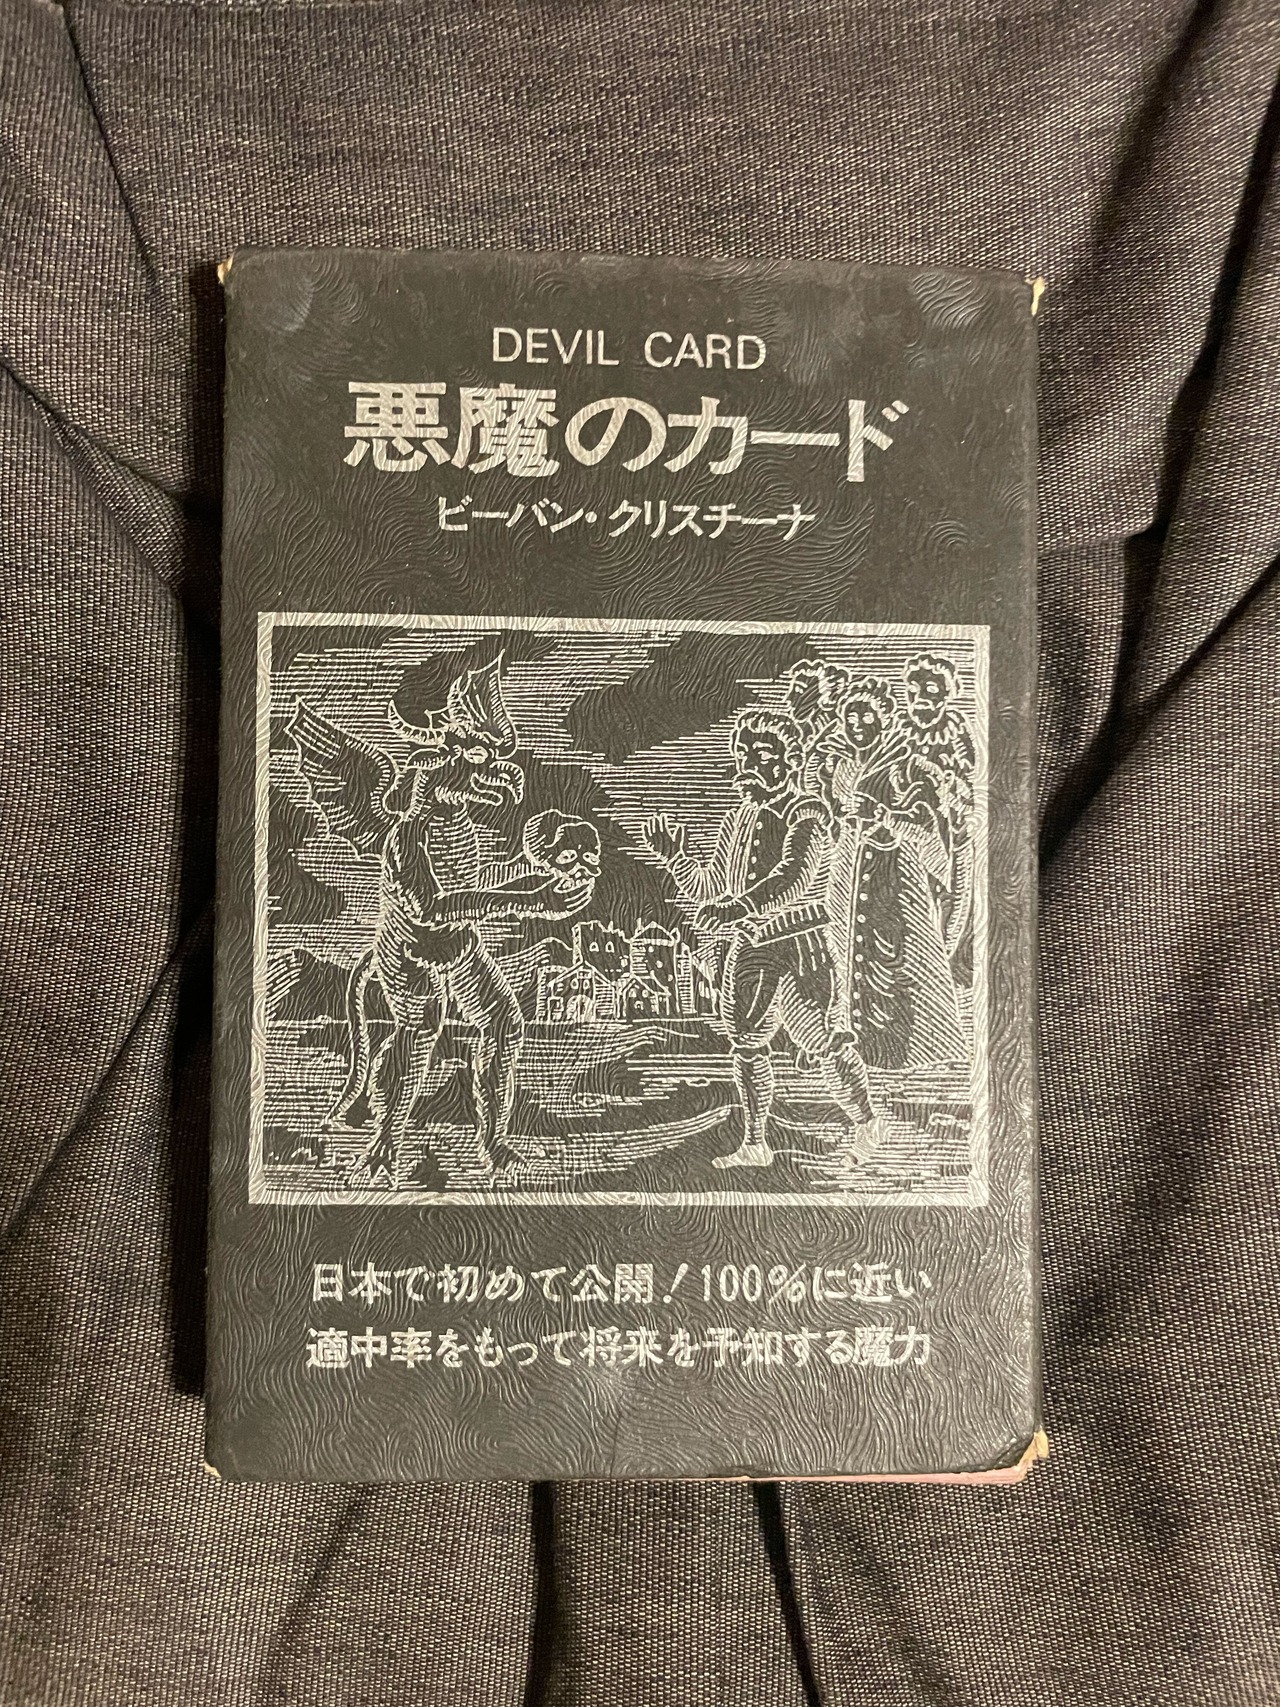 DEVIL CARD
悪魔のカード
ビーバン・クリスチーナ
日本で初めて公開!100%に近い
適中率をもって将来を予知する魔力